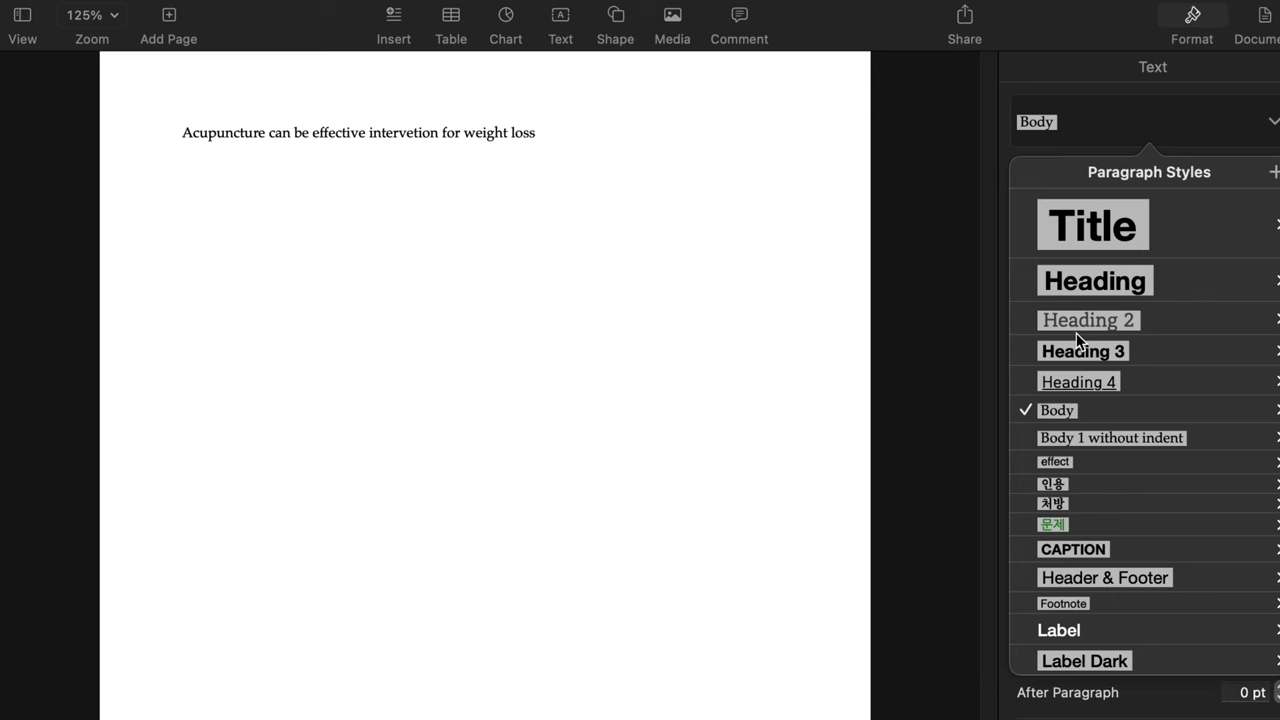 125%
View
Zoom
Add Page
Insert
Table
Chart
Text
Shape
Media
Comment
Share
Format
Docume
Acupuncture can be effective intervetion for weight loss
Text
Body
Paragraph Styles
Title
Heading
Heading 2
Heading 3
Heading 4
Body
Body 1 without indent
effect
인용
처방
문제
CAPTION
Header & Footer
Footnote
Label
Label Dark
After Paragraph
0 pt